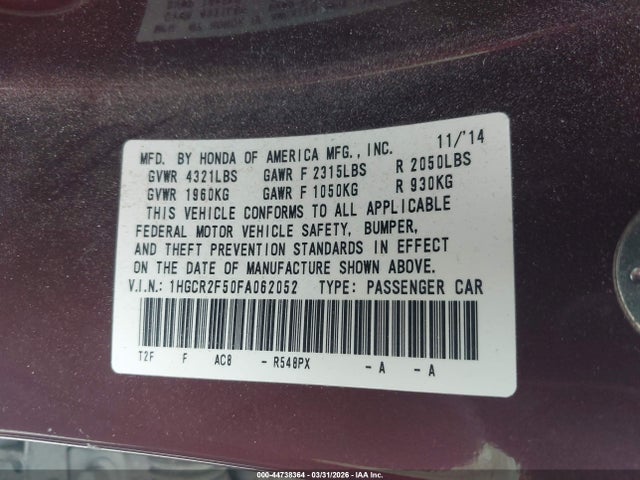 MFD. BY HONDA OF AMERICA MFG., INC. 11/'14
GVWR 4321LBS GAWR F 2315LBS R 2050LBS
GVWR 1960KG GAWR F 1050KG R 930KG
THIS VEHICLE CONFORMS TO ALL APPLICABLE
FEDERAL MOTOR VEHICLE SAFETY, BUMPER,
AND THEFT PREVENTION STANDARDS IN EFFECT
ON THE DATE OF MANUFACTURE SHOWN ABOVE.
V.I.N.: 1HGCR2F50FA062052 TYPE: PASSENGER CAR
T2F F AC8 - R548PX - A - A
000-44738364 | 03/31/2026 | IAA Inc.